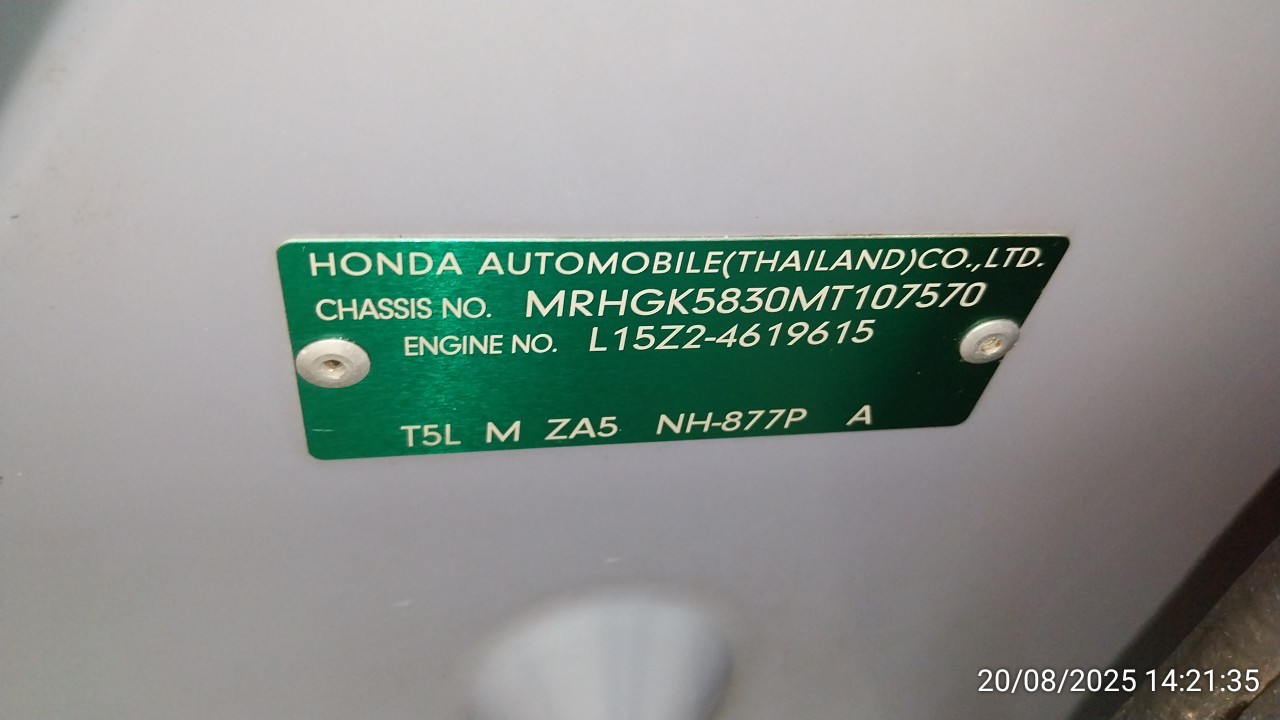 HONDA AUTOMOBILE(THAILAND)CO.,LTD.
CHASSIS NO. MRHGK5830MT107570
ENGINE NO. L15Z2-4619615
T5L M ZA5 NH-877P A
20/08/2025 14:21:35